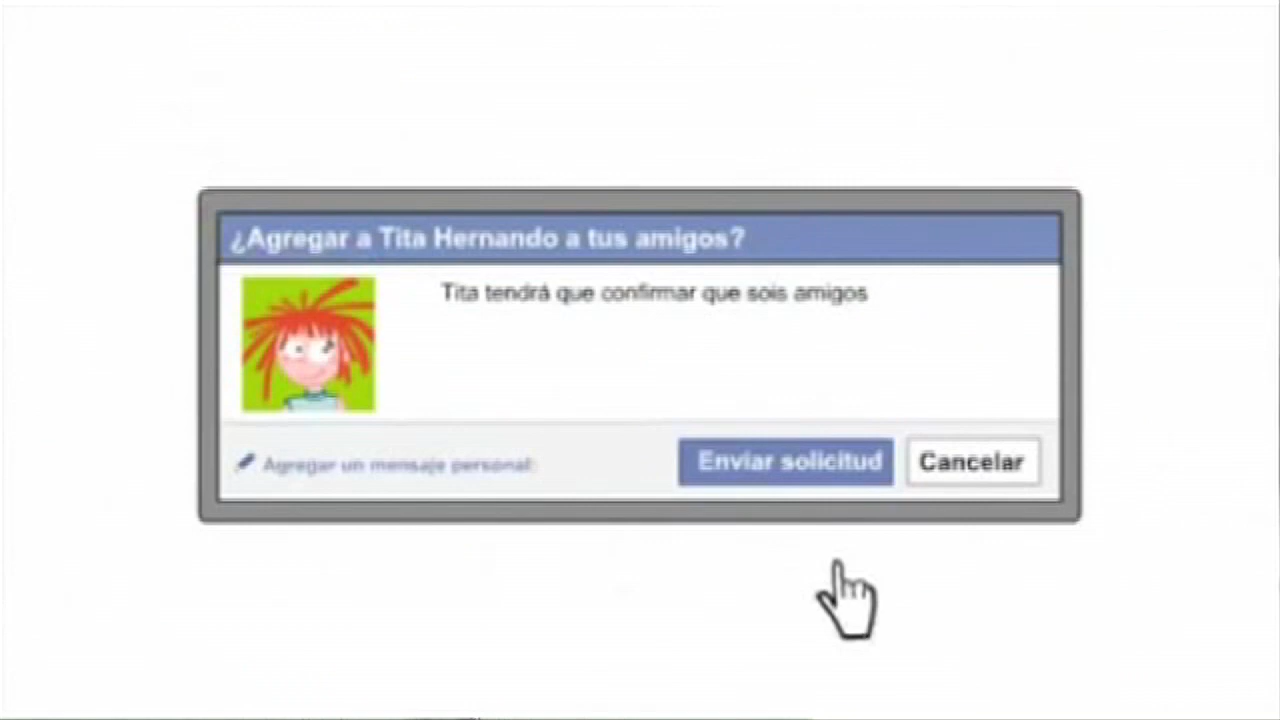 ¿Agregar a Tita Hernando a tus amigos?
Tita tendrá que confirmar que sois amigos
Agregar un mensaje personal:
Enviar solicitud
Cancelar